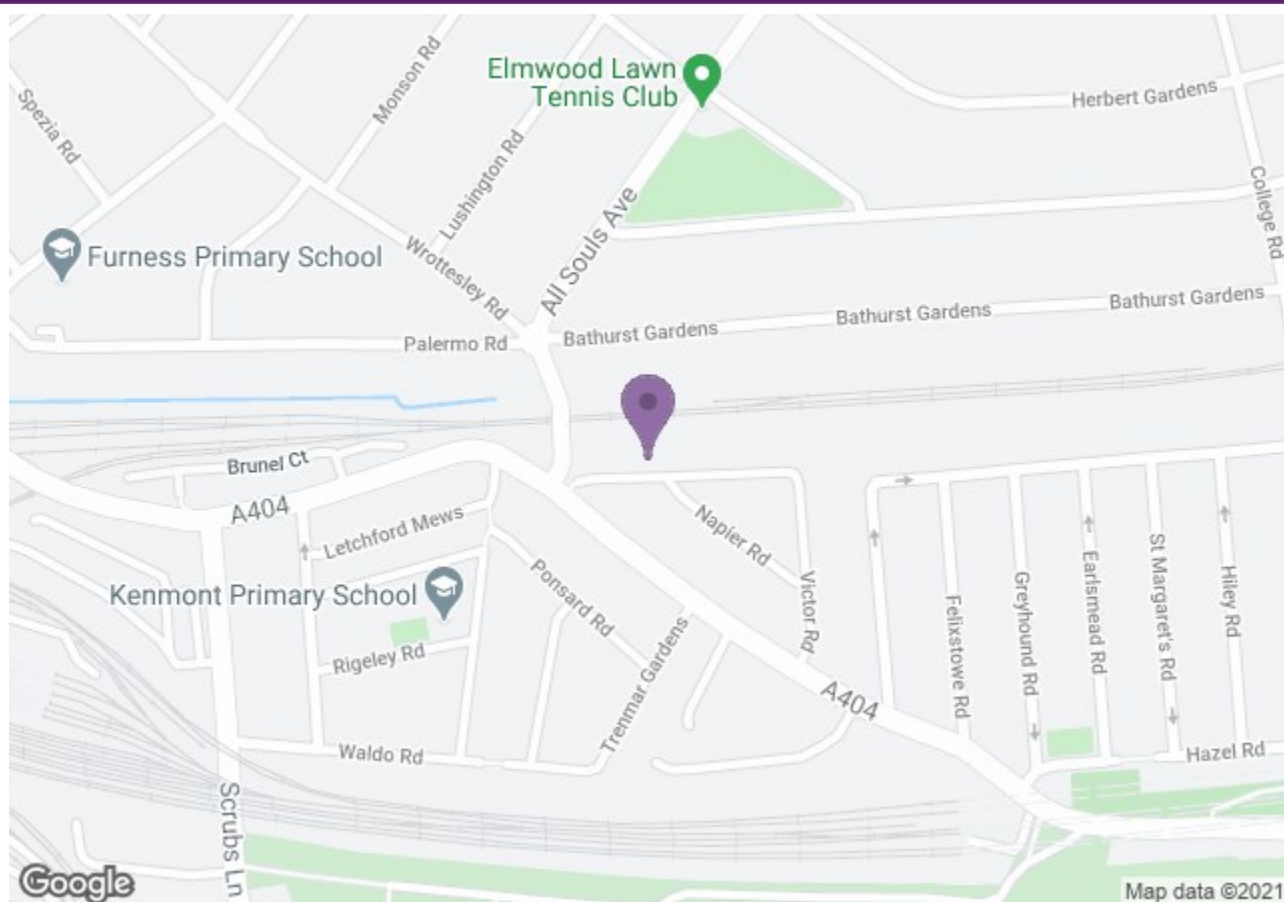 Elmwood Lawn
Tennis Club
Herbert Gardens
Spezia Rd
Monson Rd
Lushington Rd
All Souls Ave
College Rd
Furness Primary School
Wrottesley Rd
Palermo Rd
Bathurst Gardens
Bathurst Gardens
Bathurst Gardens
Brunel Ct
A404
Letchford Mews
Napier Rd
Kenmont Primary School
Ponsard Rd
Victor Rd
Felixstowe Rd
Greyhound Rd
Earlsmead Rd
St Margaret's Rd
Hiley Rd
Rigeley Rd
Trenmar Gardens
A404
Waldo Rd
Hazel Rd
Scrubs Ln
Google
Map data ©2021